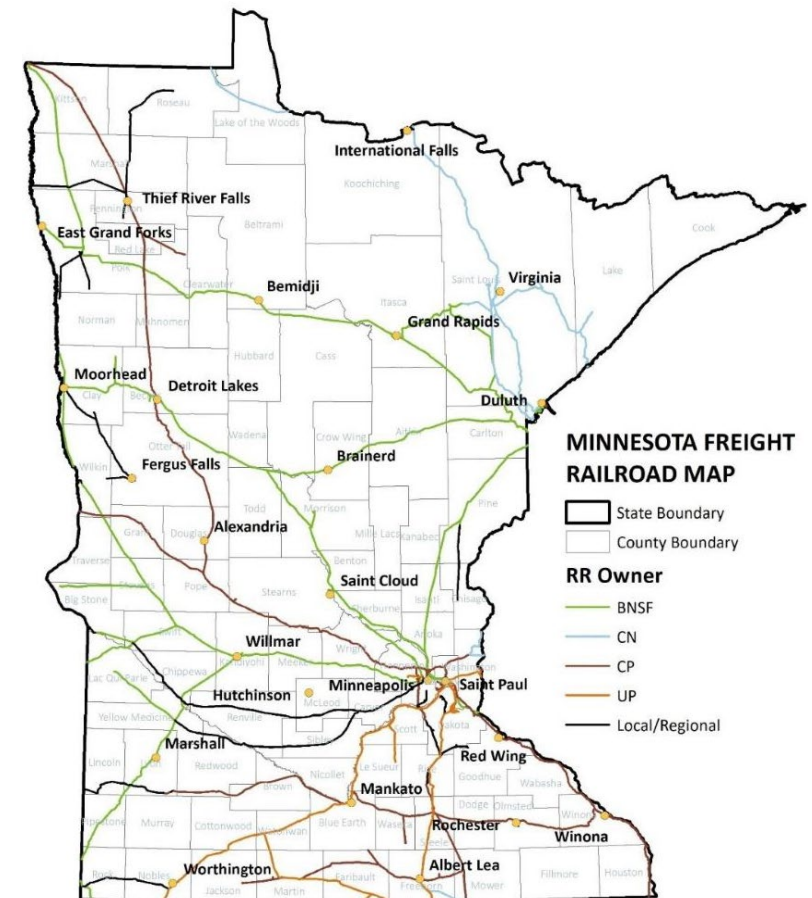 Kittson
Roseau
Lake of the Woods
International Falls
Marshall
Koochiching
Thief River Falls
Pennington
East Grand Forks
Red Lake
Beltrami
Cook
Polk
Clearwater
Bemidji
Saint Louis
Virginia
Lake
Itasca
Norman
Mahnomen
Grand Rapids
Hubbard
Cass
Moorhead
Detroit Lakes
Clay
Duluth
Wadena
Crow Wing
Aitkin
Carlton
MINNESOTA FREIGHT
RAILROAD MAP
Otter Tail
Brainerd
Wilkin
Fergus Falls
State Boundary
Todd
Morrison
Pine
County Boundary
Grant
Douglas
Alexandria
Mille Lacs
Kanabec
RR Owner
Traverse
Benton
BNSF
Stevens
Pope
Stearns
Saint Cloud
Big Stone
Sherburne
Isanti
Chisago
CN
Swift
Anoka
Willmar
Wright
CP
Kandiyohi
Meeker
Washington
Lac Qui Parle
Chippewa
Minneapolis
Saint Paul
UP
Hutchinson
McLeod
Carver
Yellow Medicine
Renville
Scott
Dakota
Local/Regional
Sibley
Marshall
Red Wing
Lincoln
Lyon
Redwood
Nicollet
Le Sueur
Rice
Goodhue
Wabasha
Brown
Mankato
Dodge
Olmsted
Winona
Pipestone
Murray
Cottonwood
Watonwan
Blue Earth
Waseca
Steele
Rochester
Winona
Worthington
Albert Lea
Rock
Nobles
Jackson
Martin
Faribault
Freeborn
Mower
Fillmore
Houston